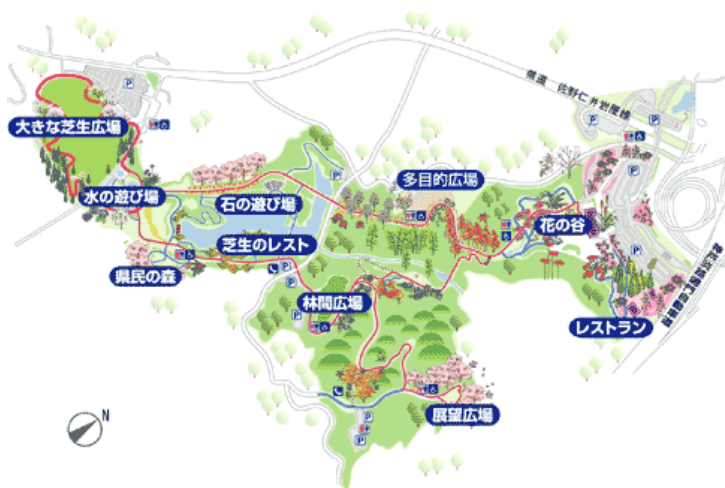 県道 佐野仁井岩屋線
大きな芝生広場
多目的広場
水の遊び場
石の遊び場
花の谷
芝生のレスト
県民の森
林間広場
レストラン
展望広場
N
P
P
P
P
P
P
P
P
P
P